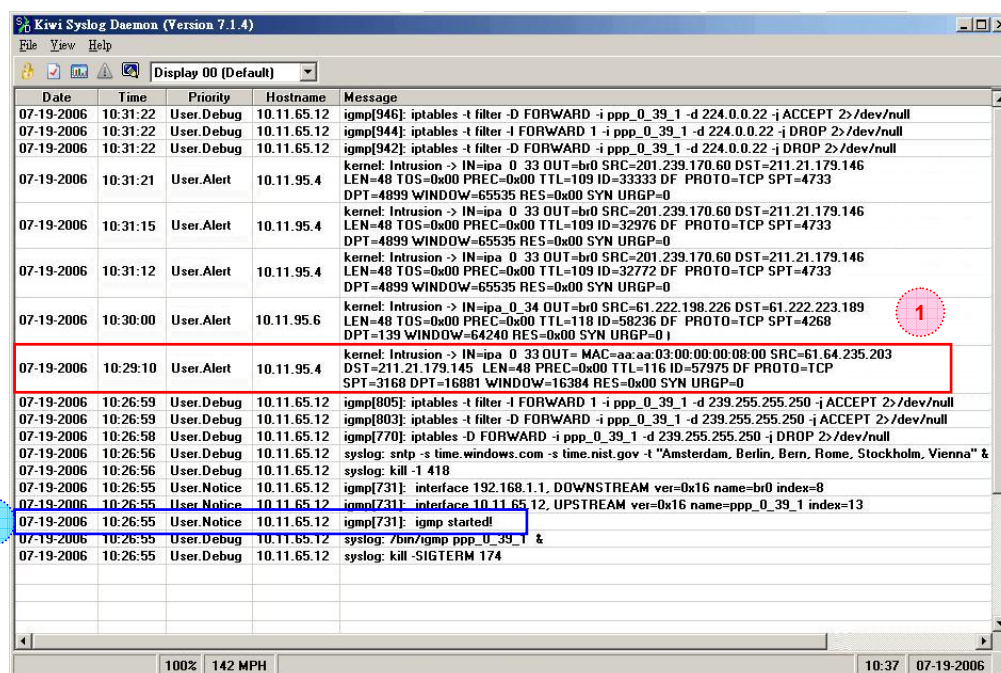 Kiwi Syslog Daemon (Version 7.1.4)
File View Help
Display 00 (Default)
Date Time Priority Hostname Message
07-19-2006 10:31:22 User.Debug 10.11.65.12 igmp[946]: iptables -t filter -D FORWARD -i ppp_0_39_1 -d 224.0.0.22 -j ACCEPT 2>/dev/null
07-19-2006 10:31:22 User.Debug 10.11.65.12 igmp[944]: iptables -t filter -I FORWARD 1 -i ppp_0_39_1 -d 224.0.0.22 -j DROP 2>/dev/null
07-19-2006 10:31:22 User.Debug 10.11.65.12 igmp[942]: iptables -t filter -D FORWARD -i ppp_0_39_1 -d 224.0.0.22 -j DROP 2>/dev/null
07-19-2006 10:31:21 User.Alert 10.11.95.4 kernel: Intrusion -> IN=ipa_0_33 OUT=br0 SRC=201.239.170.60 DST=211.21.179.146
LEN=48 TOS=0x00 PREC=0x00 TTL=109 ID=33333 DF PROTO=TCP SPT=4733
DPT=4899 WINDOW=65535 RES=0x00 SYN URGP=0
07-19-2006 10:31:15 User.Alert 10.11.95.4 kernel: Intrusion -> IN=ipa_0_33 OUT=br0 SRC=201.239.170.60 DST=211.21.179.146
LEN=48 TOS=0x00 PREC=0x00 TTL=109 ID=32976 DF PROTO=TCP SPT=4733
DPT=4899 WINDOW=65535 RES=0x00 SYN URGP=0
07-19-2006 10:31:12 User.Alert 10.11.95.4 kernel: Intrusion -> IN=ipa_0_33 OUT=br0 SRC=201.239.170.60 DST=211.21.179.146
LEN=48 TOS=0x00 PREC=0x00 TTL=109 ID=32772 DF PROTO=TCP SPT=4733
DPT=4899 WINDOW=65535 RES=0x00 SYN URGP=0
07-19-2006 10:30:00 User.Alert 10.11.95.6 kernel: Intrusion -> IN=ipa_0_34 OUT=br0 SRC=61.222.198.226 DST=61.222.223.189
LEN=48 TOS=0x00 PREC=0x00 TTL=118 ID=58236 DF PROTO=TCP SPT=4268
DPT=139 WINDOW=64240 RES=0x00 SYN URGP=0
1
07-19-2006 10:29:10 User.Alert 10.11.95.4 kernel: Intrusion -> IN=ipa_0_33 OUT= MAC=aa:aa:03:00:00:00:08:00 SRC=61.64.235.203
DST=211.21.179.145 LEN=48 PREC=0x00 TTL=116 ID=57975 DF PROTO=TCP
SPT=3168 DPT=16881 WINDOW=16384 RES=0x00 SYN URGP=0
07-19-2006 10:26:59 User.Debug 10.11.65.12 igmp[805]: iptables -t filter -I FORWARD 1 -i ppp_0_39_1 -d 239.255.255.250 -j ACCEPT 2>/dev/null
07-19-2006 10:26:59 User.Debug 10.11.65.12 igmp[803]: iptables -t filter -D FORWARD -i ppp_0_39_1 -d 239.255.255.250 -j ACCEPT 2>/dev/null
07-19-2006 10:26:58 User.Debug 10.11.65.12 igmp[770]: iptables -D FORWARD -i ppp_0_39_1 -d 239.255.255.250 -j DROP 2>/dev/null
07-19-2006 10:26:56 User.Debug 10.11.65.12 syslog: sntp -s time.windows.com -s time.nist.gov -t "Amsterdam, Berlin, Bern, Rome, Stockholm, Vienna" &
07-19-2006 10:26:56 User.Debug 10.11.65.12 syslog: kill -1 418
07-19-2006 10:26:55 User.Notice 10.11.65.12 igmp[731]: interface 192.168.1.1, DOWNSTREAM ver=0x16 name=br0 index=8
07-19-2006 10:26:55 User.Notice 10.11.65.12 igmp[731]: interface 10.11.65.12, UPSTREAM ver=0x16 name=ppp_0_39_1 index=13
07-19-2006 10:26:55 User.Notice 10.11.65.12 igmp[731]: igmp started!
07-19-2006 10:26:55 User.Debug 10.11.65.12 syslog: /bin/igmp ppp_0_39_1 &
07-19-2006 10:26:55 User.Debug 10.11.65.12 syslog: kill -SIGTERM 174
100% 142 MPH 10:37 07-19-2006